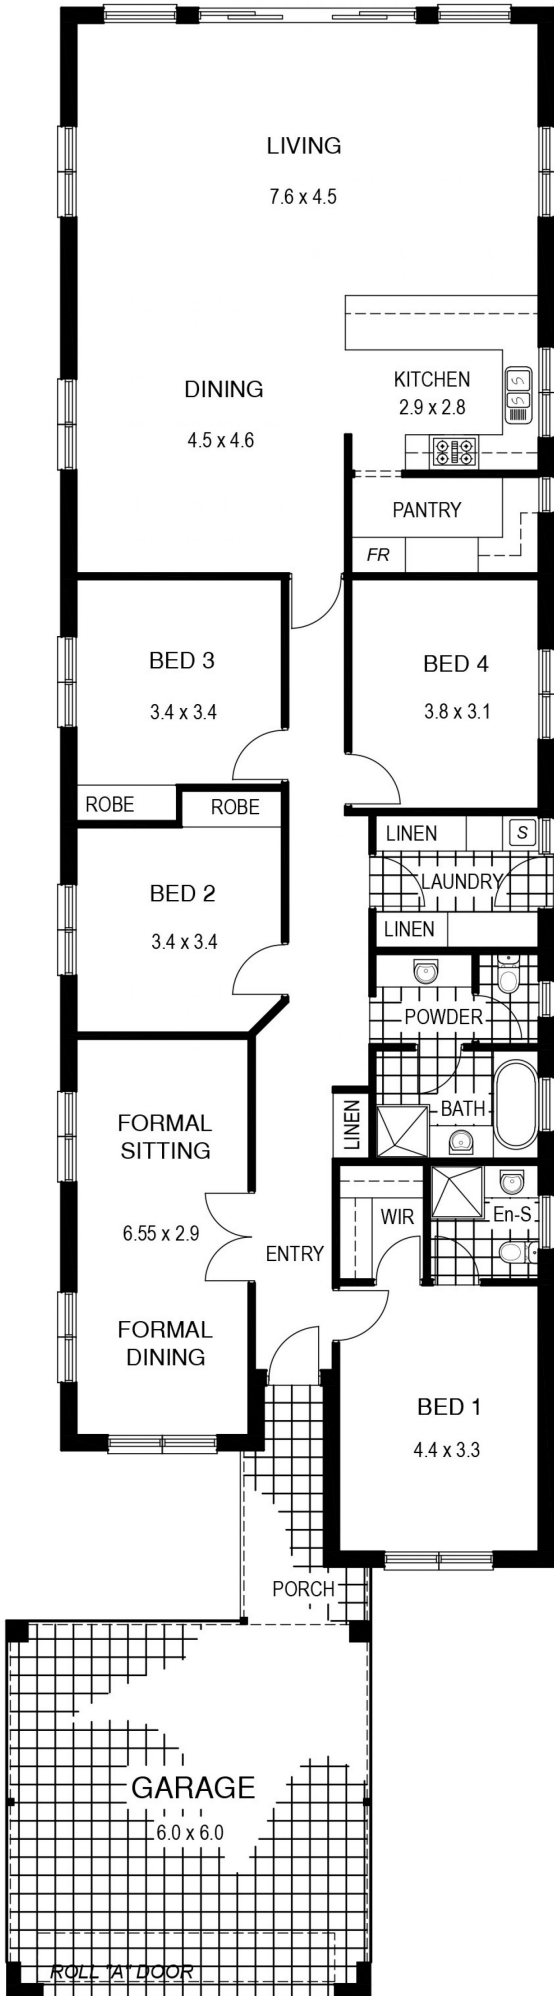 LIVING
7.6 x 4.5
KITCHEN
2.9 x 2.8
DINING
4.5 x 4.6
PANTRY
FR
BED 3
3.4 x 3.4
BED 4
3.8 x 3.1
ROBE
ROBE
LINEN
S
LAUNDRY
LINEN
BED 2
3.4 x 3.4
POWDER
BATH
LINEN
FORMAL
SITTING
6.55 x 2.9
FORMAL
DINING
ENTRY
WIR
En-S
BED 1
4.4 x 3.3
PORCH
GARAGE
6.0 x 6.0
ROLL "A" DOOR